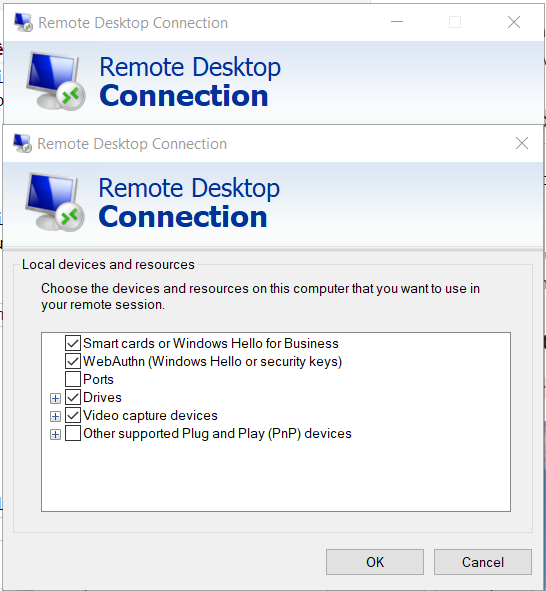 Remote Desktop Connection
Remote Desktop
Connection
Remote Desktop Connection
Remote Desktop
Connection
Local devices and resources
Choose the devices and resources on this computer that you want to use in
your remote session.
Smart cards or Windows Hello for Business
WebAuthn (Windows Hello or security keys)
Ports
Drives
Video capture devices
Other supported Plug and Play (PnP) devices
OK
Cancel